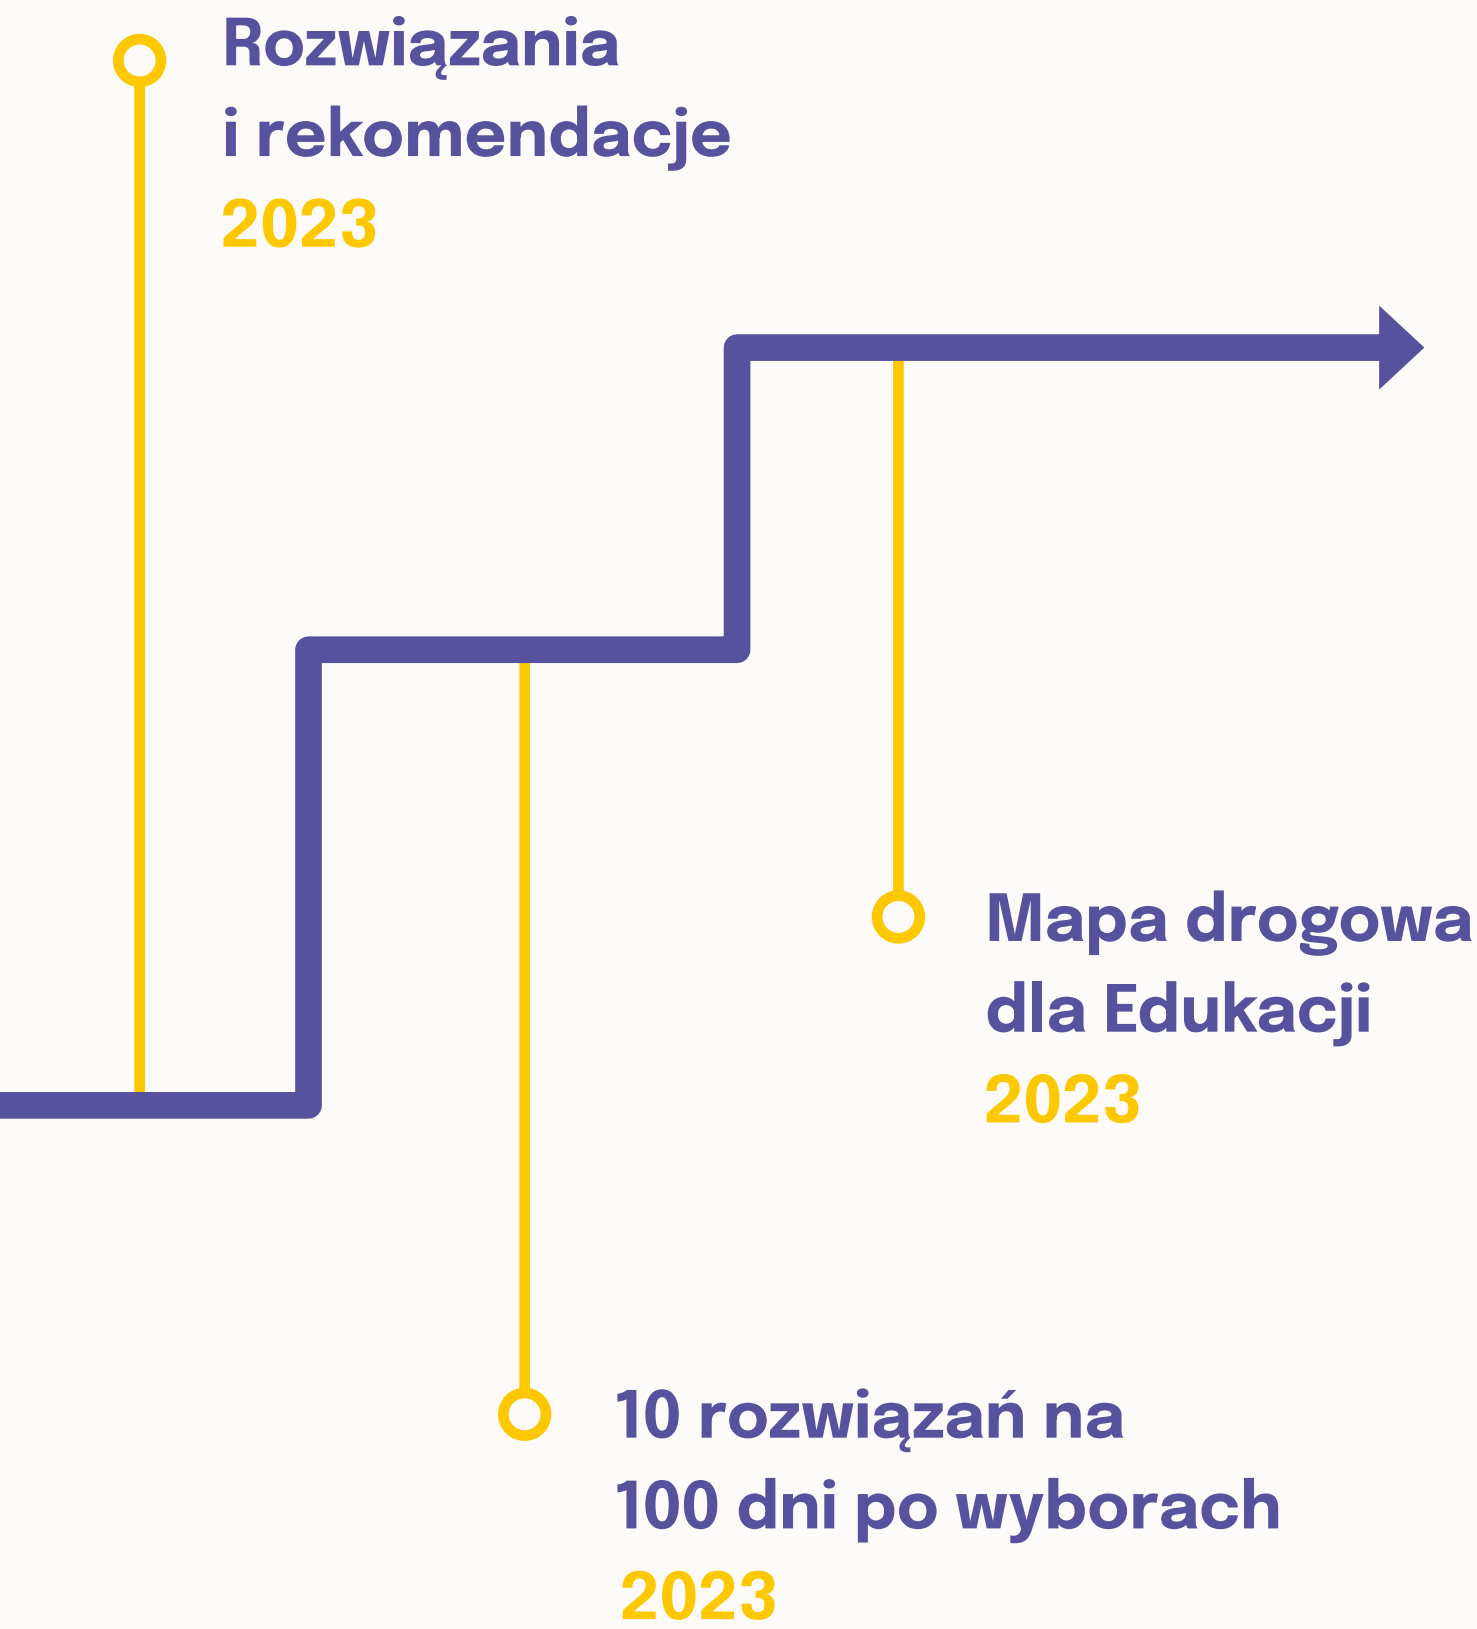 Rozwiązania
i rekomendacje
2023
Mapa drogowa
dla Edukacji
2023
10 rozwiązań na
100 dni po wyborach
2023